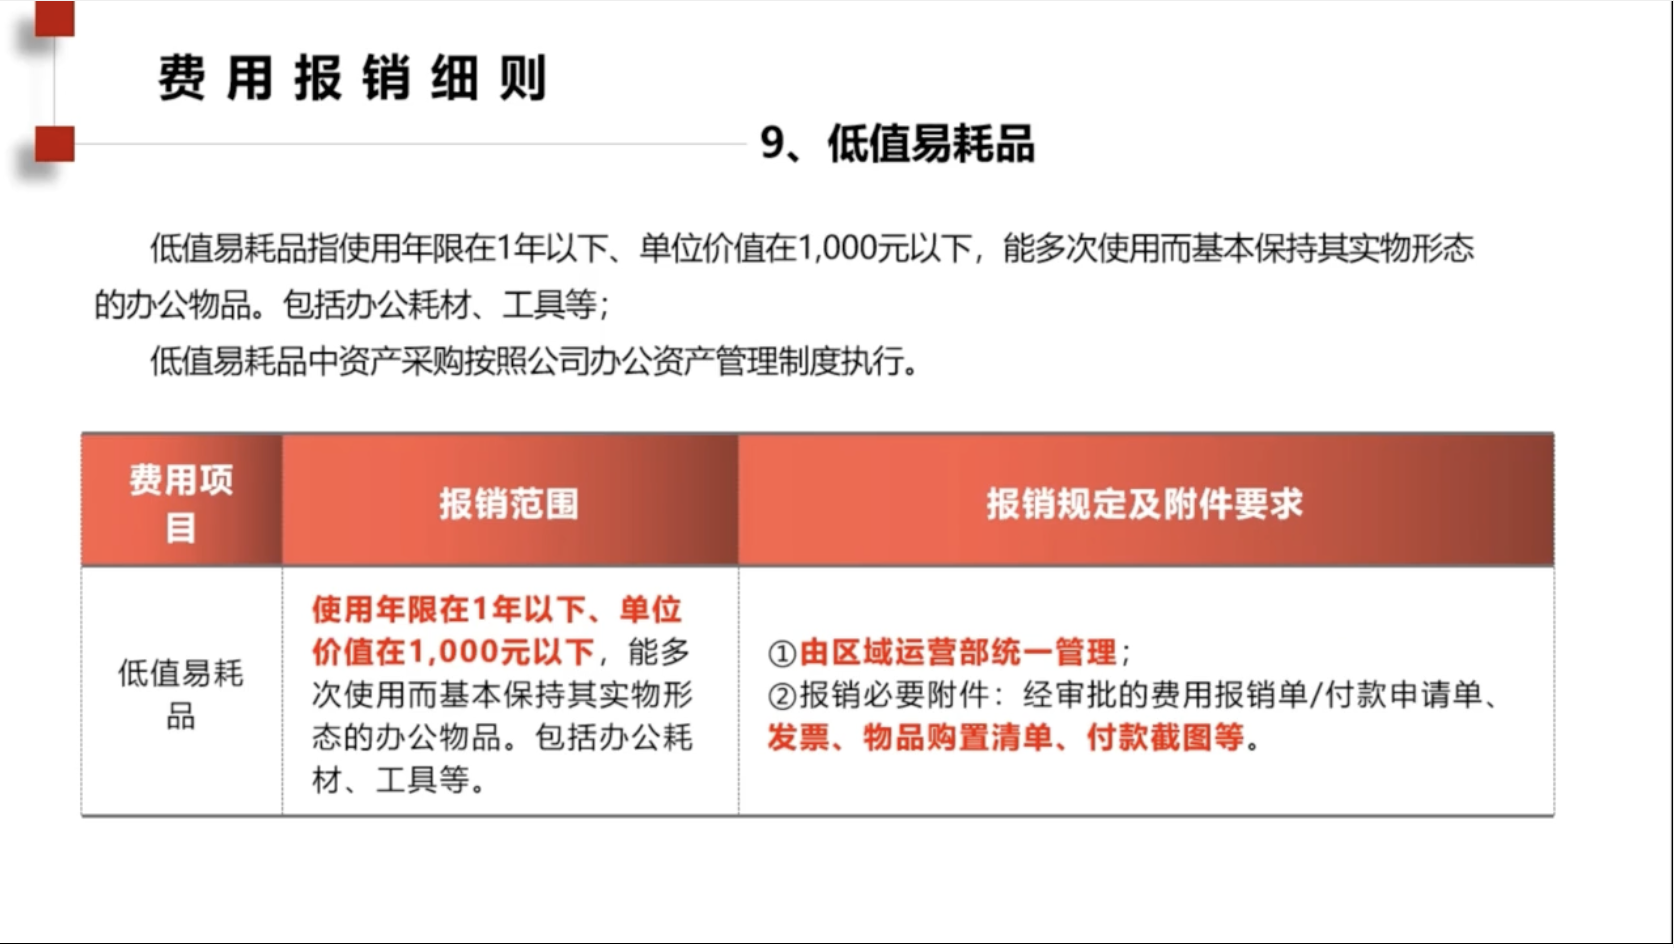 费用报销细则
9、低值易耗品
低值易耗品指使用年限在1年以下、单位价值在1,000元以下，能多次使用而基本保持其实物形态
的办公物品。包括办公耗材、工具等；
低值易耗品中资产采购按照公司办公资产管理制度执行。
费用项
目
报销范围
报销规定及附件要求
低值易耗
品
使用年限在1年以下、单位
价值在1,000元以下，能多
次使用而基本保持其实物形
态的办公物品。包括办公耗
材、工具等。
①由区域运营部统一管理；
②报销必要附件：经审批的费用报销单/付款申请单、
发票、物品购置清单、付款截图等。